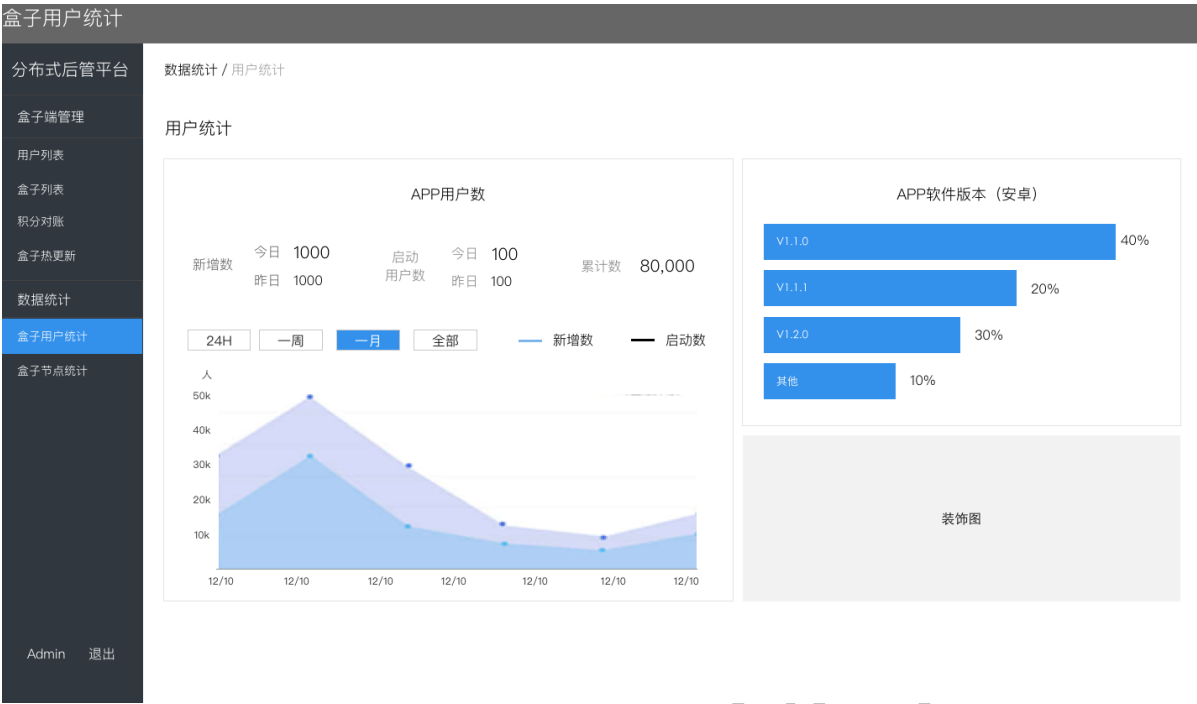 盒子用户统计
分布式后管平台
盒子端管理
用户列表
盒子列表
积分对账
盒子热更新
数据统计
盒子用户统计
盒子节点统计
Admin 退出
数据统计 / 用户统计
用户统计
APP用户数
新增数
今日 1000
昨日 1000
启动
用户数
今日 100
昨日 100
累计数 80,000
24H 一周 一月 全部 新增数 启动数
人
50k
40k
30k
20k
10k
12/10 12/10 12/10 12/10 12/10 12/10 12/10
APP软件版本（安卓）
V1.1.0 40%
V1.1.1 20%
V1.2.0 30%
其他 10%
装饰图